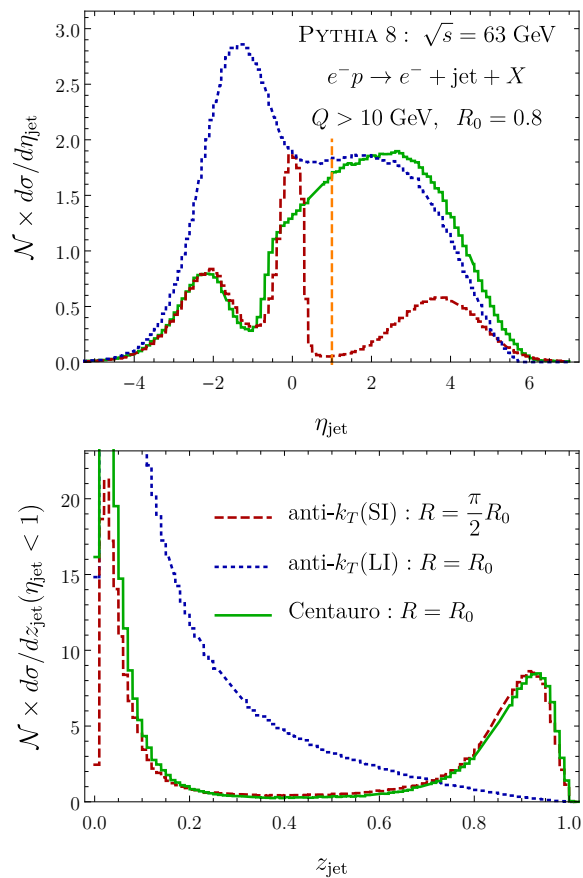 PYTHIA 8 : √s = 63 GeV
e⁻p → e⁻ + jet + X
Q > 10 GeV, R₀ = 0.8
𝒩 × dσ/dη_jet
3.0
2.5
2.0
1.5
1.0
0.5
0.0
−4 −2 0 2 4 6
η_jet
𝒩 × dσ/dz_jet(η_jet < 1)
20
15
10
5
0
anti-k_T(SI) : R = π/2 R₀
anti-k_T(LI) : R = R₀
Centauro : R = R₀
0.0 0.2 0.4 0.6 0.8 1.0
z_jet